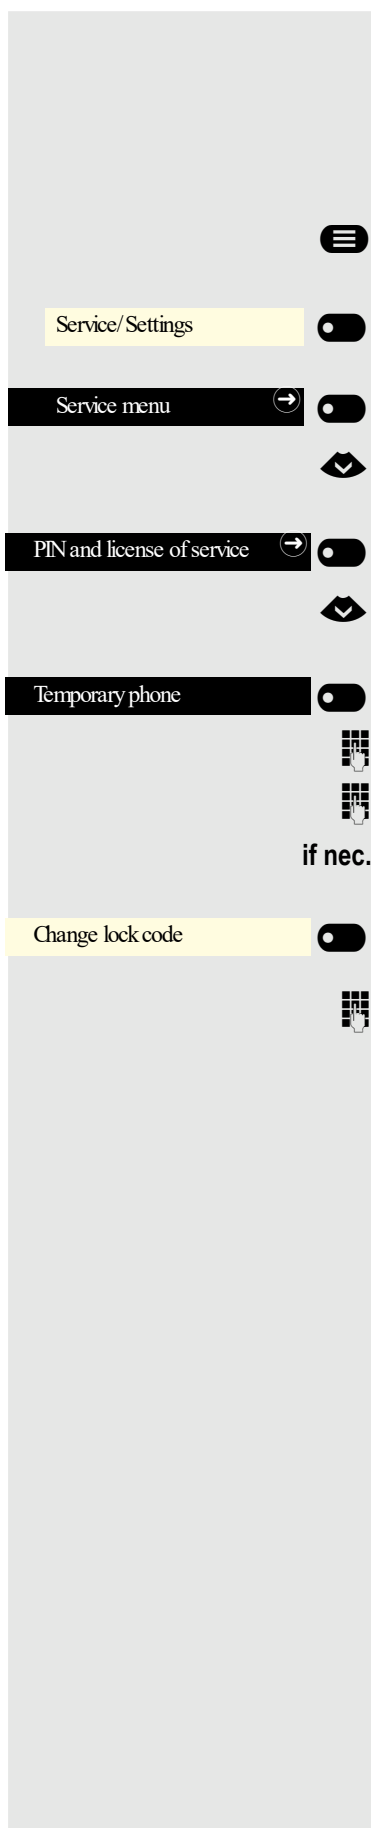 Service/Settings
Service menu
PIN and license of service
Temporary phone
if nec.
Change lock code